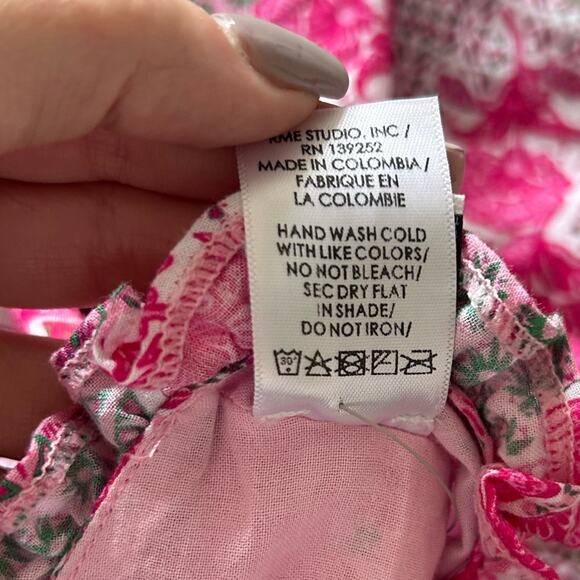 STUDIO, INC /
RN 139252
MADE IN COLOMBIA /
FABRIQUE EN
LA COLOMBIE
HAND WASH COLD
WITH LIKE COLORS/
NO NOT BLEACH/
SEC DRY FLAT
IN SHADE/
DO NOT IRON/
30°